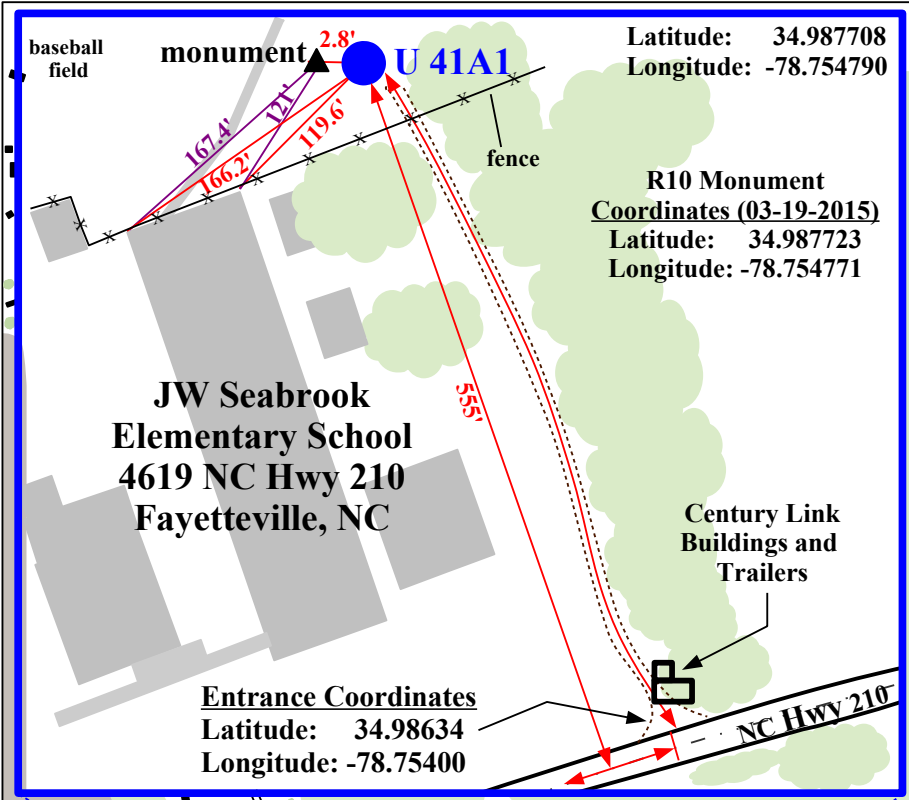 baseball
field
monument
2.8'
U 41A1
Latitude: 34.987708
Longitude: -78.754790
167.4'
166.2'
121'
119.6'
fence
R10 Monument
Coordinates (03-19-2015)
Latitude: 34.987723
Longitude: -78.754771
JW Seabrook
Elementary School
4619 NC Hwy 210
Fayetteville, NC
555'
Century Link
Buildings and
Trailers
Entrance Coordinates
Latitude: 34.98634
Longitude: -78.75400
NC Hwy 210